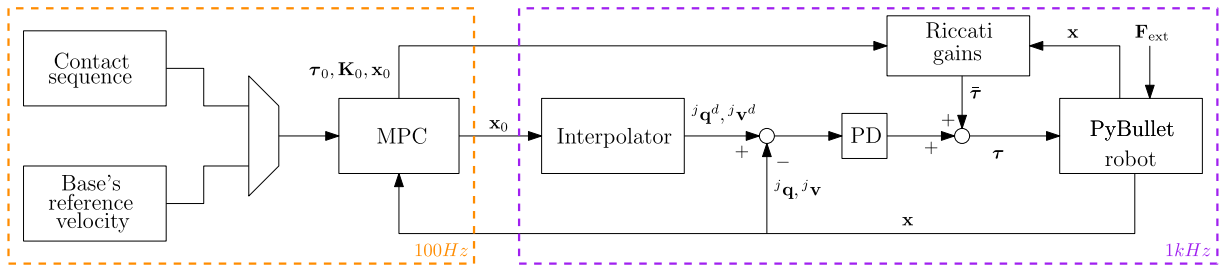 Contact
sequence
Base's
reference
velocity
τ₀, K₀, x₀
MPC
x₀
100Hz
Interpolator
ʲqᵈ, ʲvᵈ
+
−
ʲq, ʲv
PD
+
+
Riccati
gains
τ̄
τ
x
F_ext
PyBullet
robot
x
1kHz